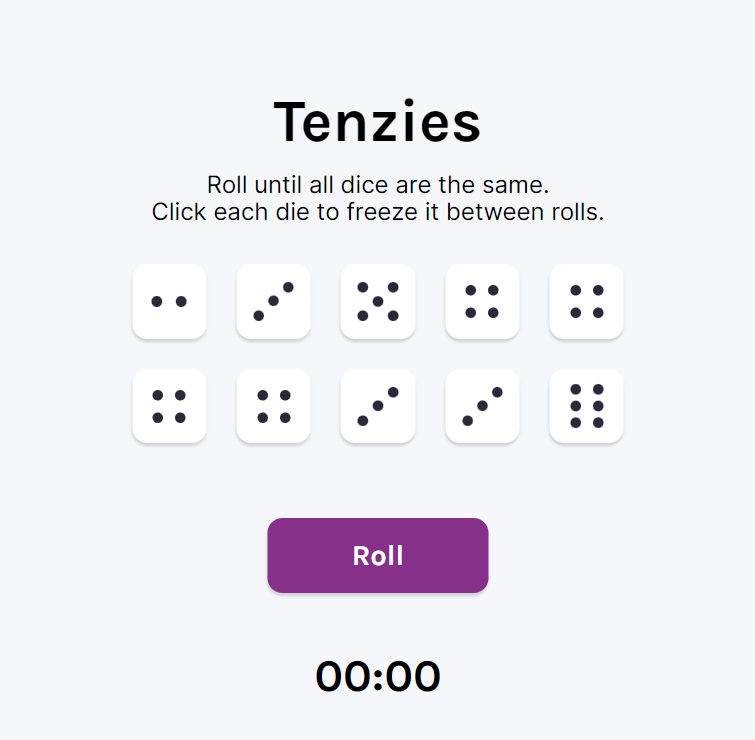 Tenzies
Roll until all dice are the same.
Click each die to freeze it between rolls.
Roll
00:00